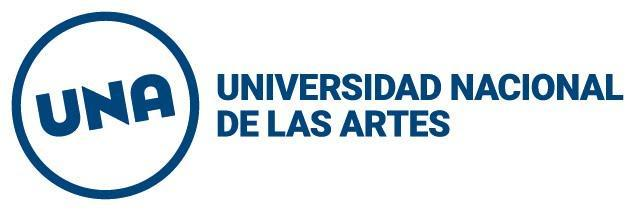 UNA
UNIVERSIDAD NACIONAL
DE LAS ARTES